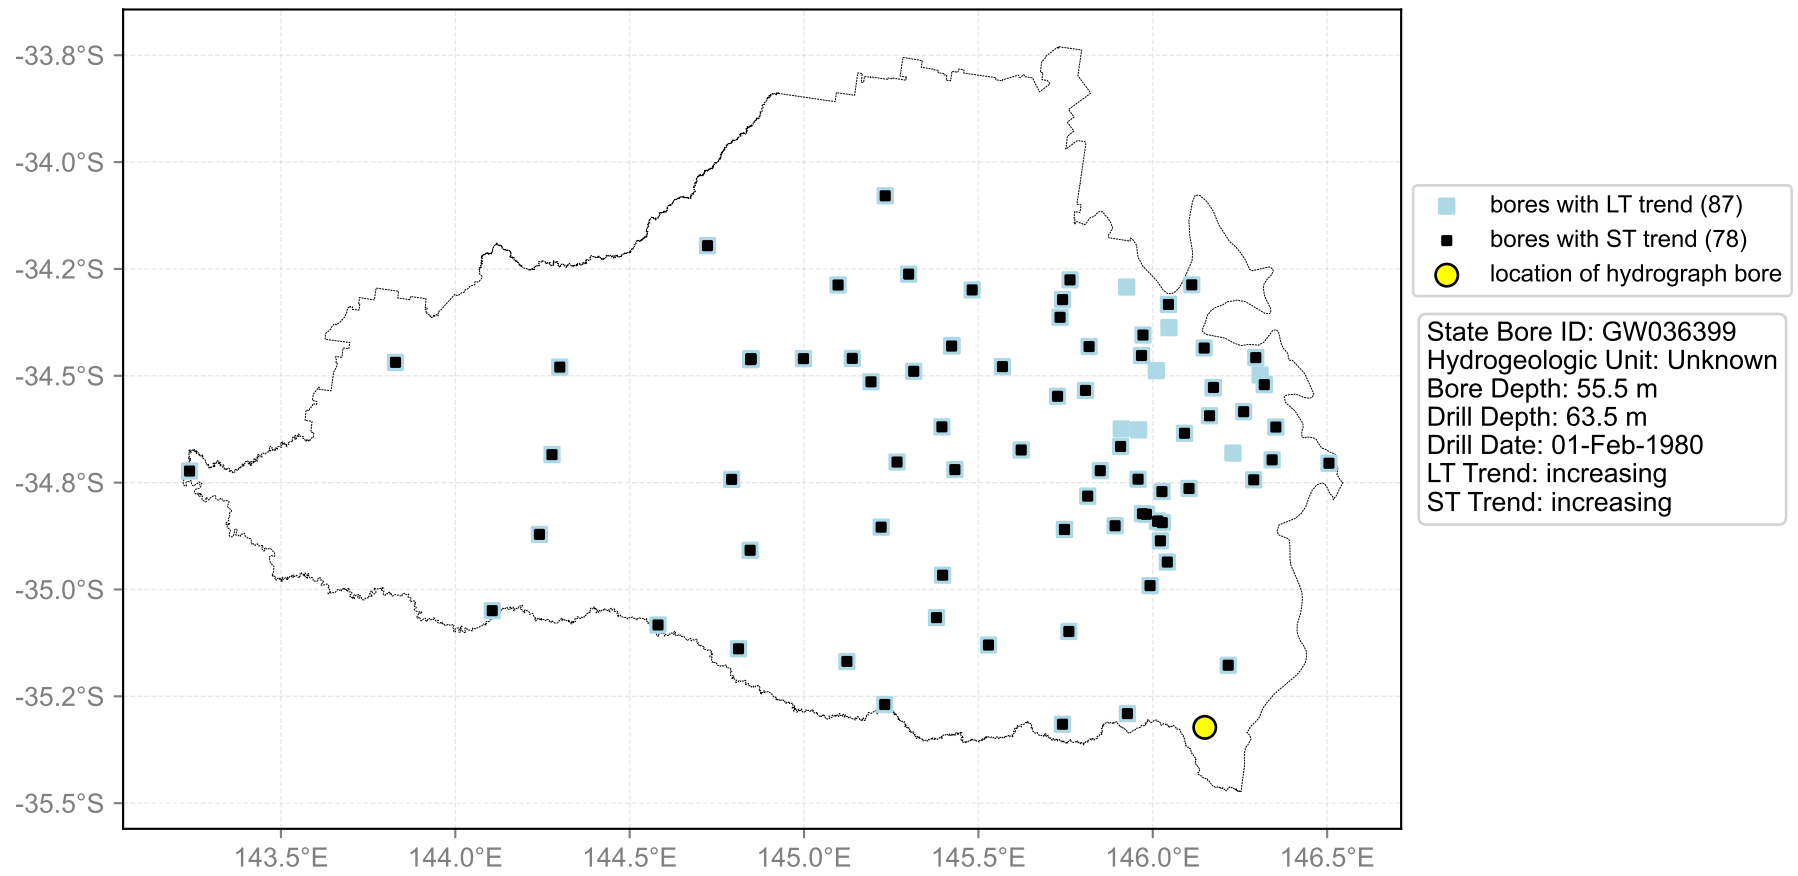 -33.8°S
-34.0°S
-34.2°S
-34.5°S
-34.8°S
-35.0°S
-35.2°S
-35.5°S
143.5°E
144.0°E
144.5°E
145.0°E
145.5°E
146.0°E
146.5°E
bores with LT trend (87)
bores with ST trend (78)
location of hydrograph bore
State Bore ID: GW036399
Hydrogeologic Unit: Unknown
Bore Depth: 55.5 m
Drill Depth: 63.5 m
Drill Date: 01-Feb-1980
LT Trend: increasing
ST Trend: increasing